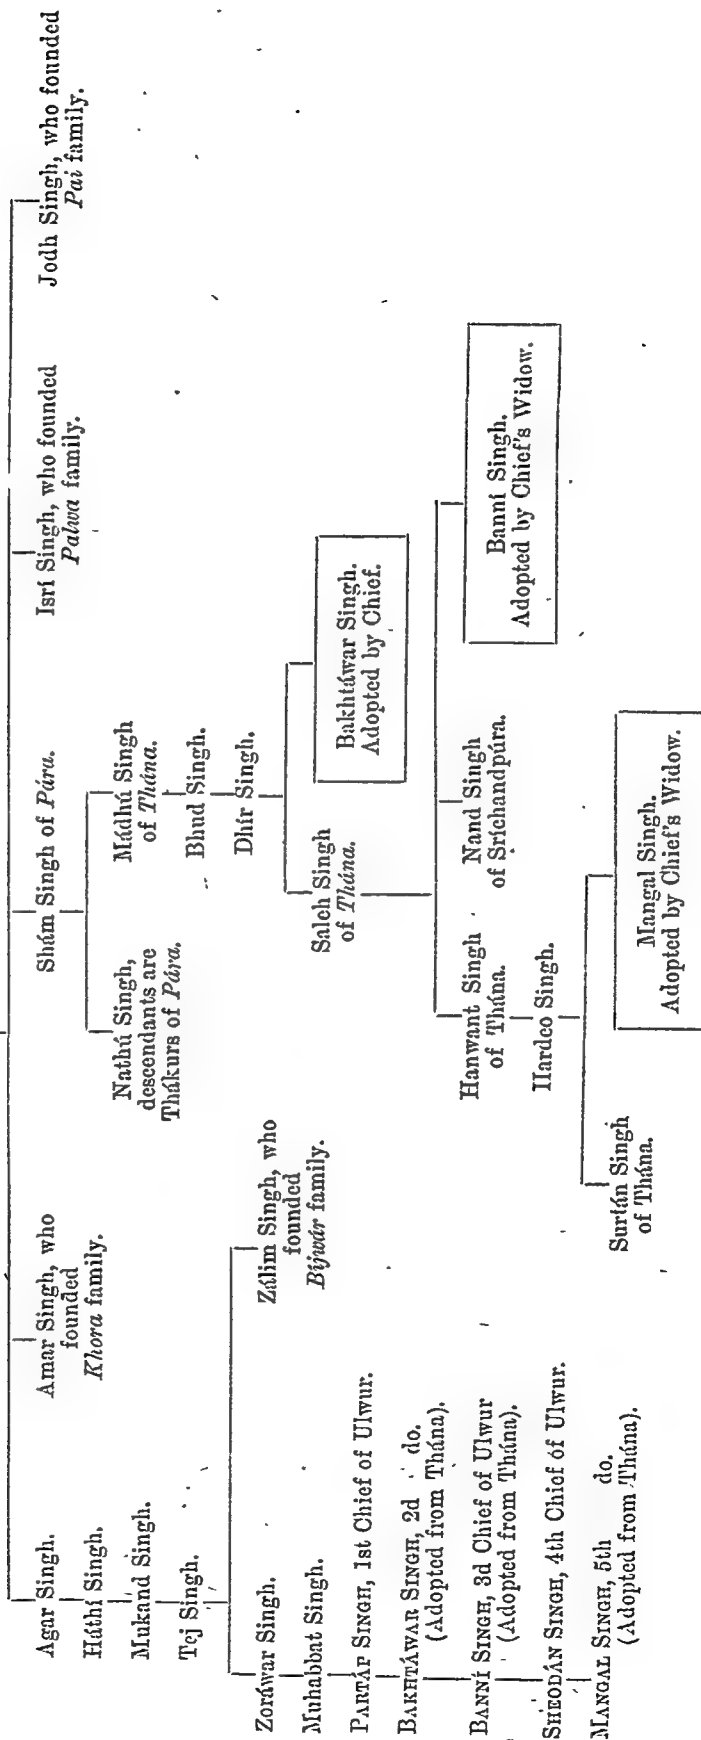 Agar Singh.
Háthí Singh.
Mukand Singh.
Tej Singh.
Zoráwar Singh.
Muhabbat Singh.
PARTÁP SINGH, 1st Chief of Ulwur.
BAKHTÁWAR SINGH, 2d do.
(Adopted from Thána).
BANNÍ SINGH, 3d Chief of Ulwur
(Adopted from Thána).
SHEODÁN SINGH, 4th Chief of Ulwur.
MANGAL SINGH, 5th do.
(Adopted from Thána).
Zálim Singh, who
founded
Bijwár family.
Amar Singh, who
founded
Khora family.
Shám Singh of Pára.
Nathú Singh,
descendants are
Thákurs of Pára.
Mádhú Singh
of Thána.
Bhud Singh.
Dhír Singh.
Saleh Singh
of Thána.
Bakhtáwar Singh.
Adopted by Chief.
Hanwant Singh
of Thána.
Nand Singh
of Sríchandpúra.
Banní Singh.
Adopted by Chief's Widow.
Hardeo Singh.
Surtán Singh
of Thána.
Mangal Singh.
Adopted by Chief's Widow.
Isrí Singh, who founded
Palwa family.
Jodh Singh, who founded
Pai family.